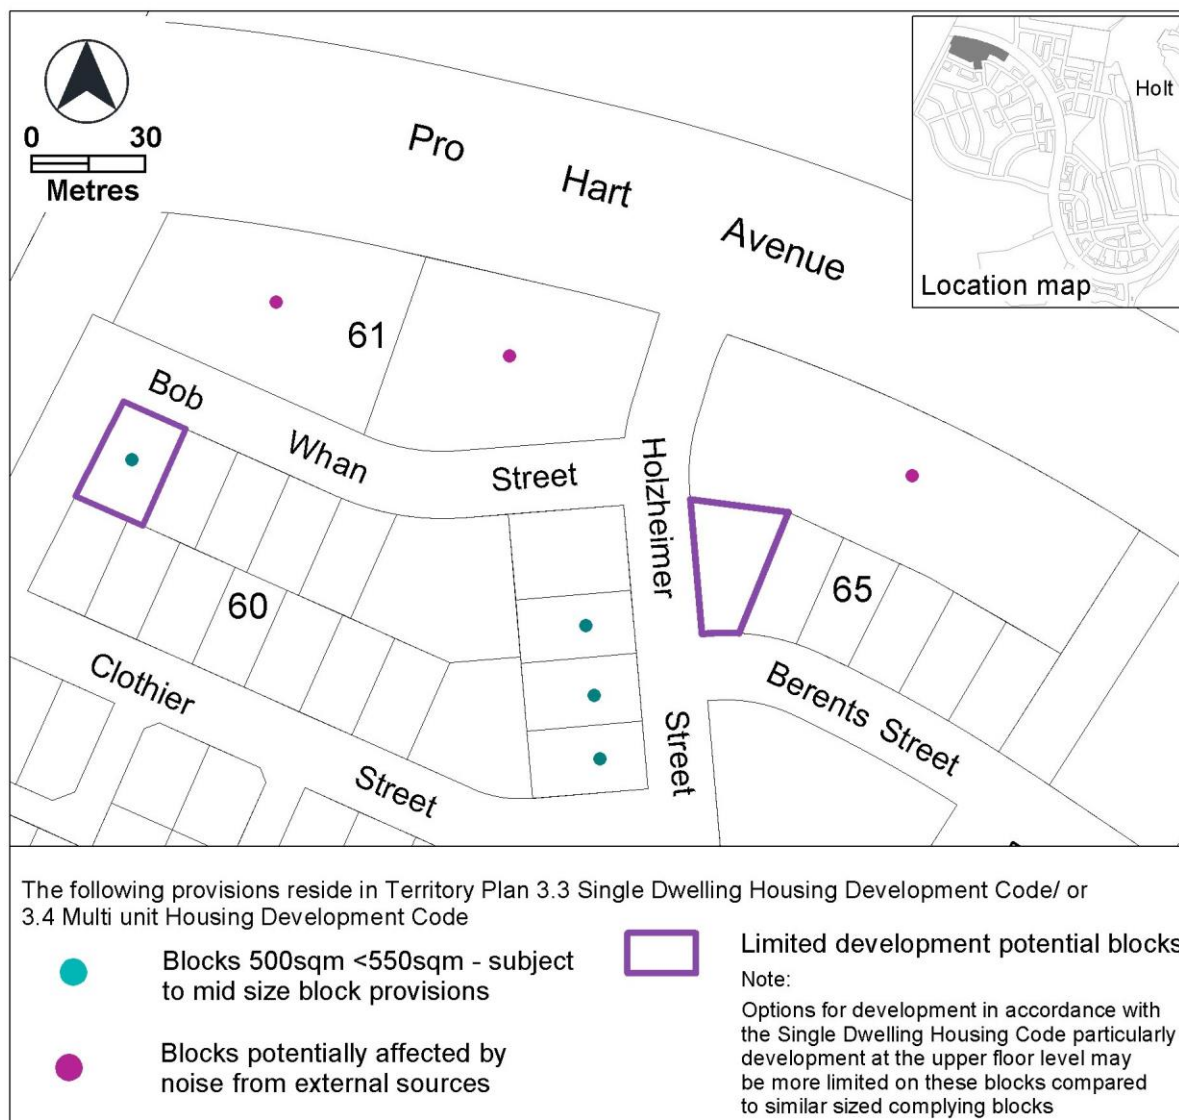 0 30
Metres
Pro Hart Avenue
Holt
Location map
61
Bob Whan Street
Holzheimer Street
65
60
Berents Street
Clothier Street
The following provisions reside in Territory Plan 3.3 Single Dwelling Housing Development Code/ or
3.4 Multi unit Housing Development Code
Blocks 500sqm <550sqm - subject
to mid size block provisions
Blocks potentially affected by
noise from external sources
Limited development potential blocks
Note:
Options for development in accordance with
the Single Dwelling Housing Code particularly
development at the upper floor level may
be more limited on these blocks compared
to similar sized complying blocks